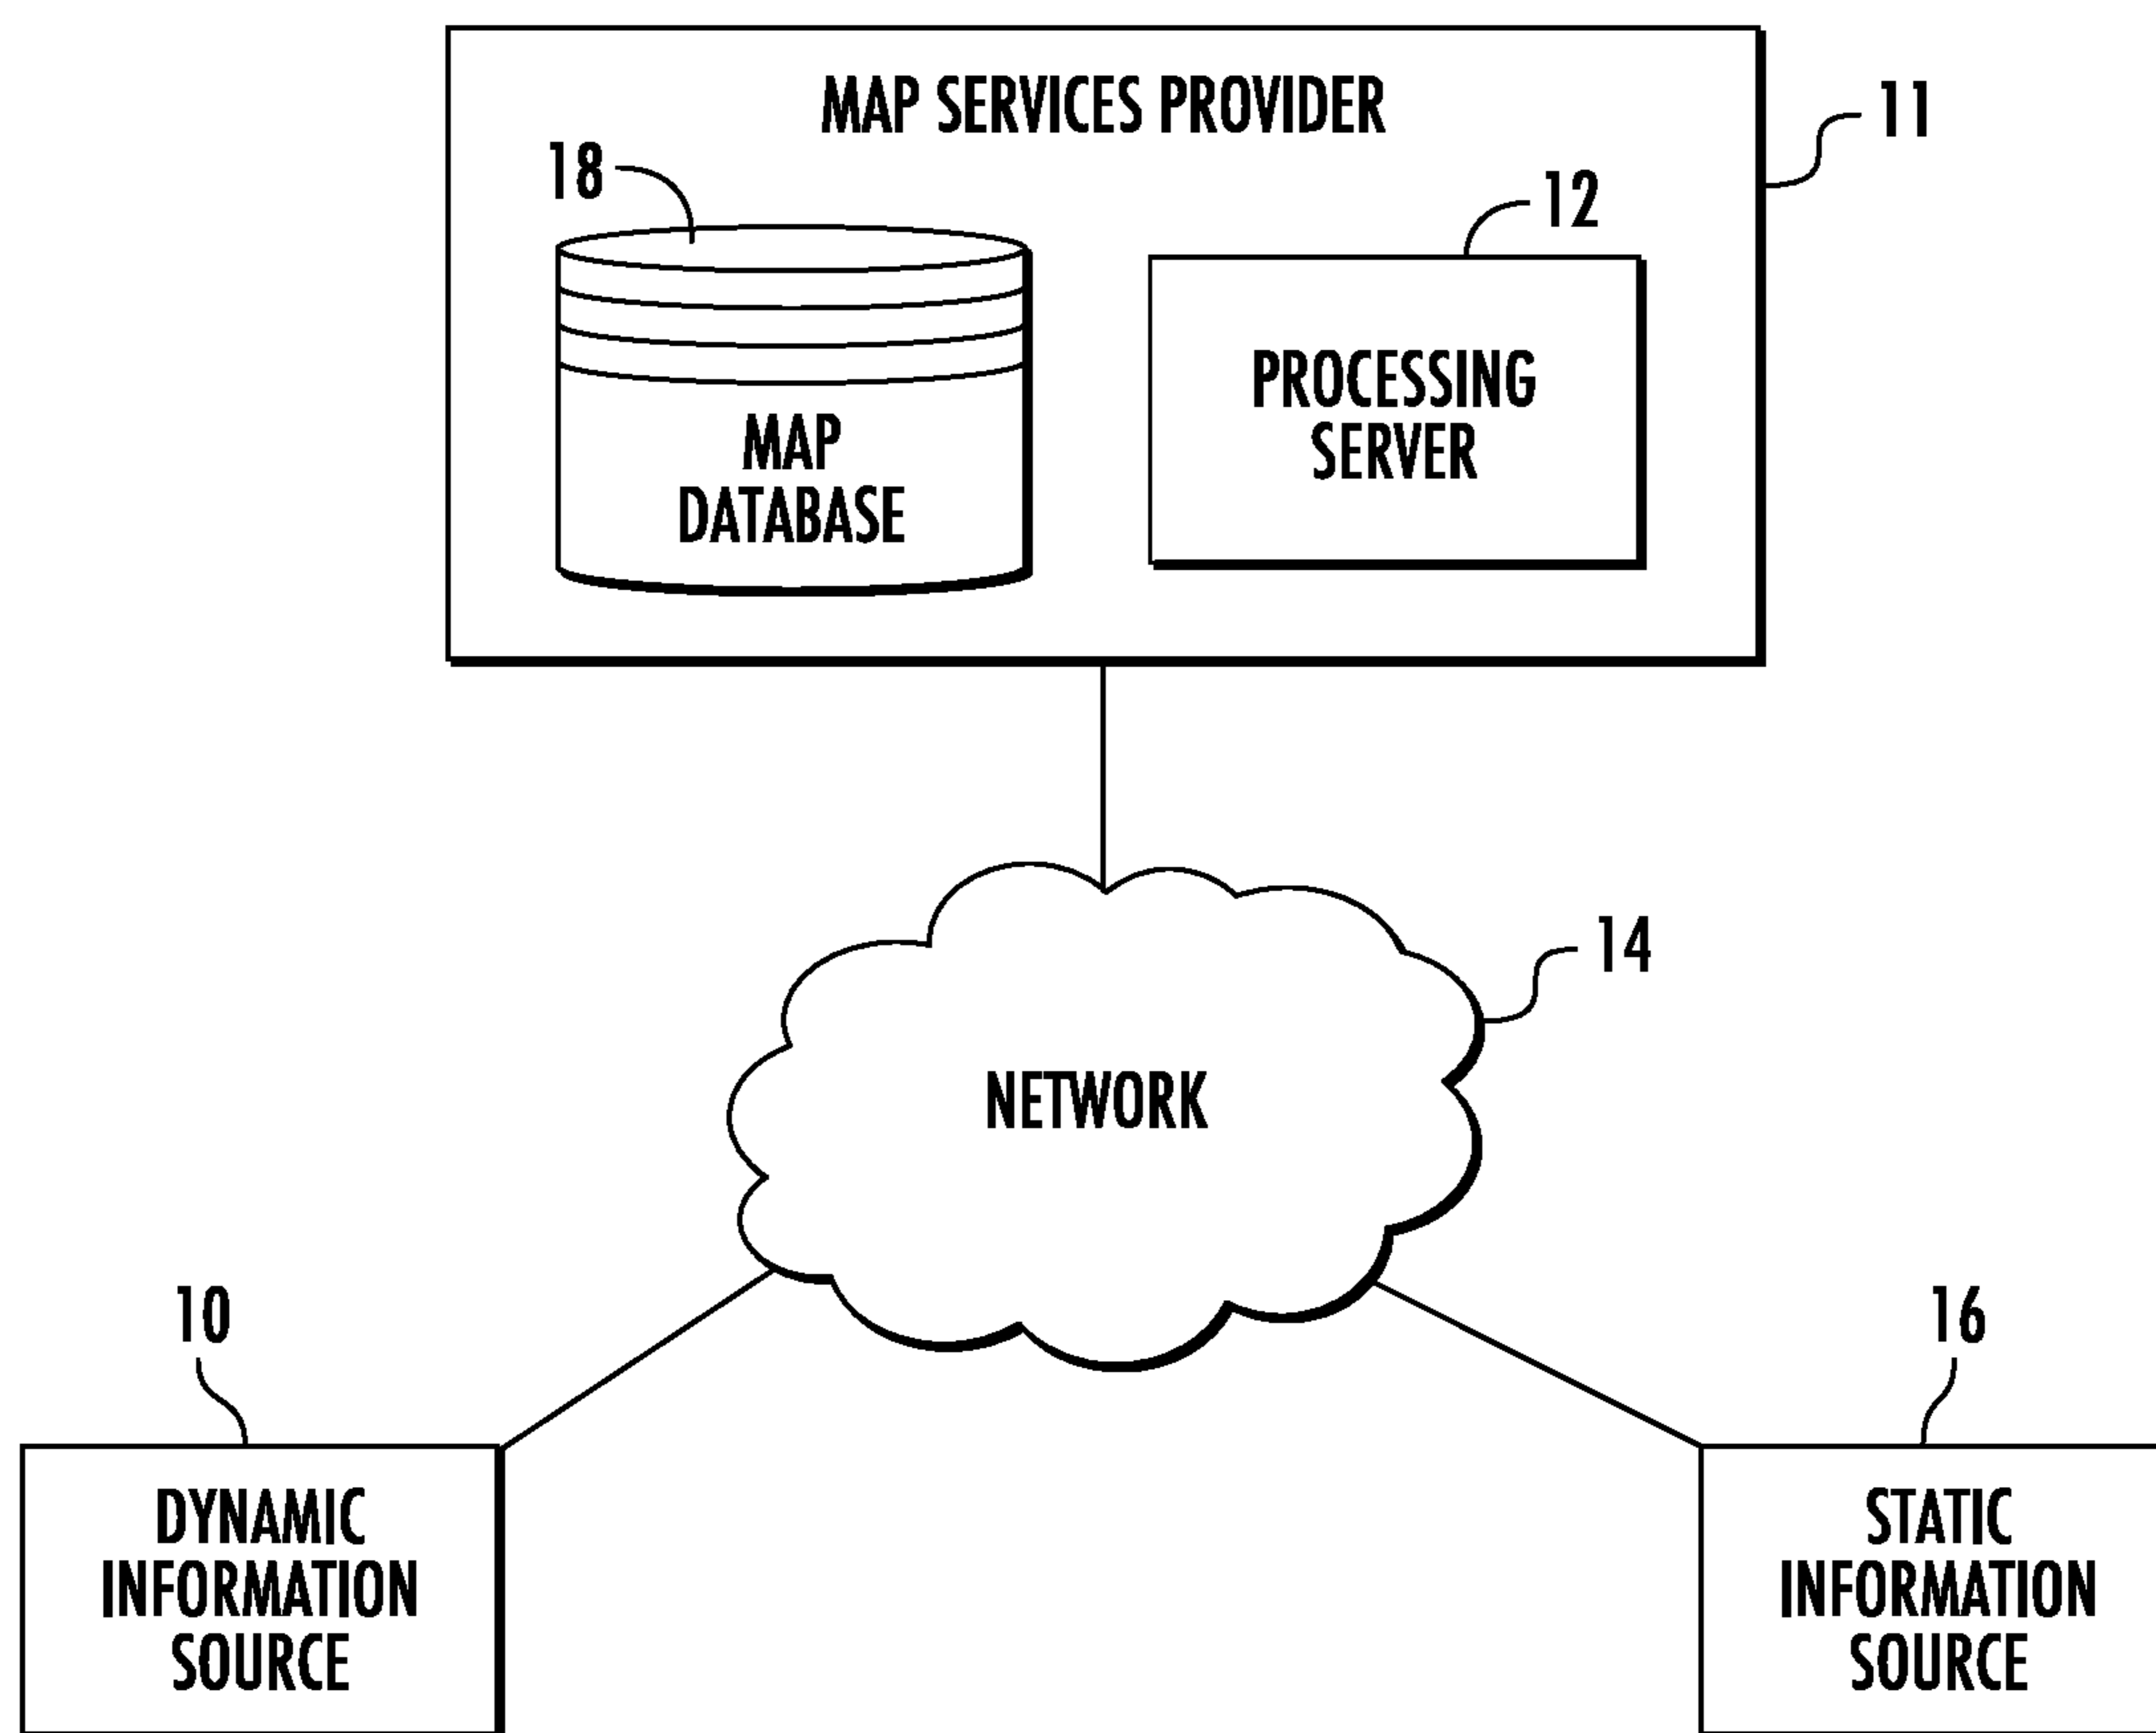 MAP SERVICES PROVIDER
11
18
12
MAP
DATABASE
PROCESSING
SERVER
14
NETWORK
10
DYNAMIC
INFORMATION
SOURCE
16
STATIC
INFORMATION
SOURCE